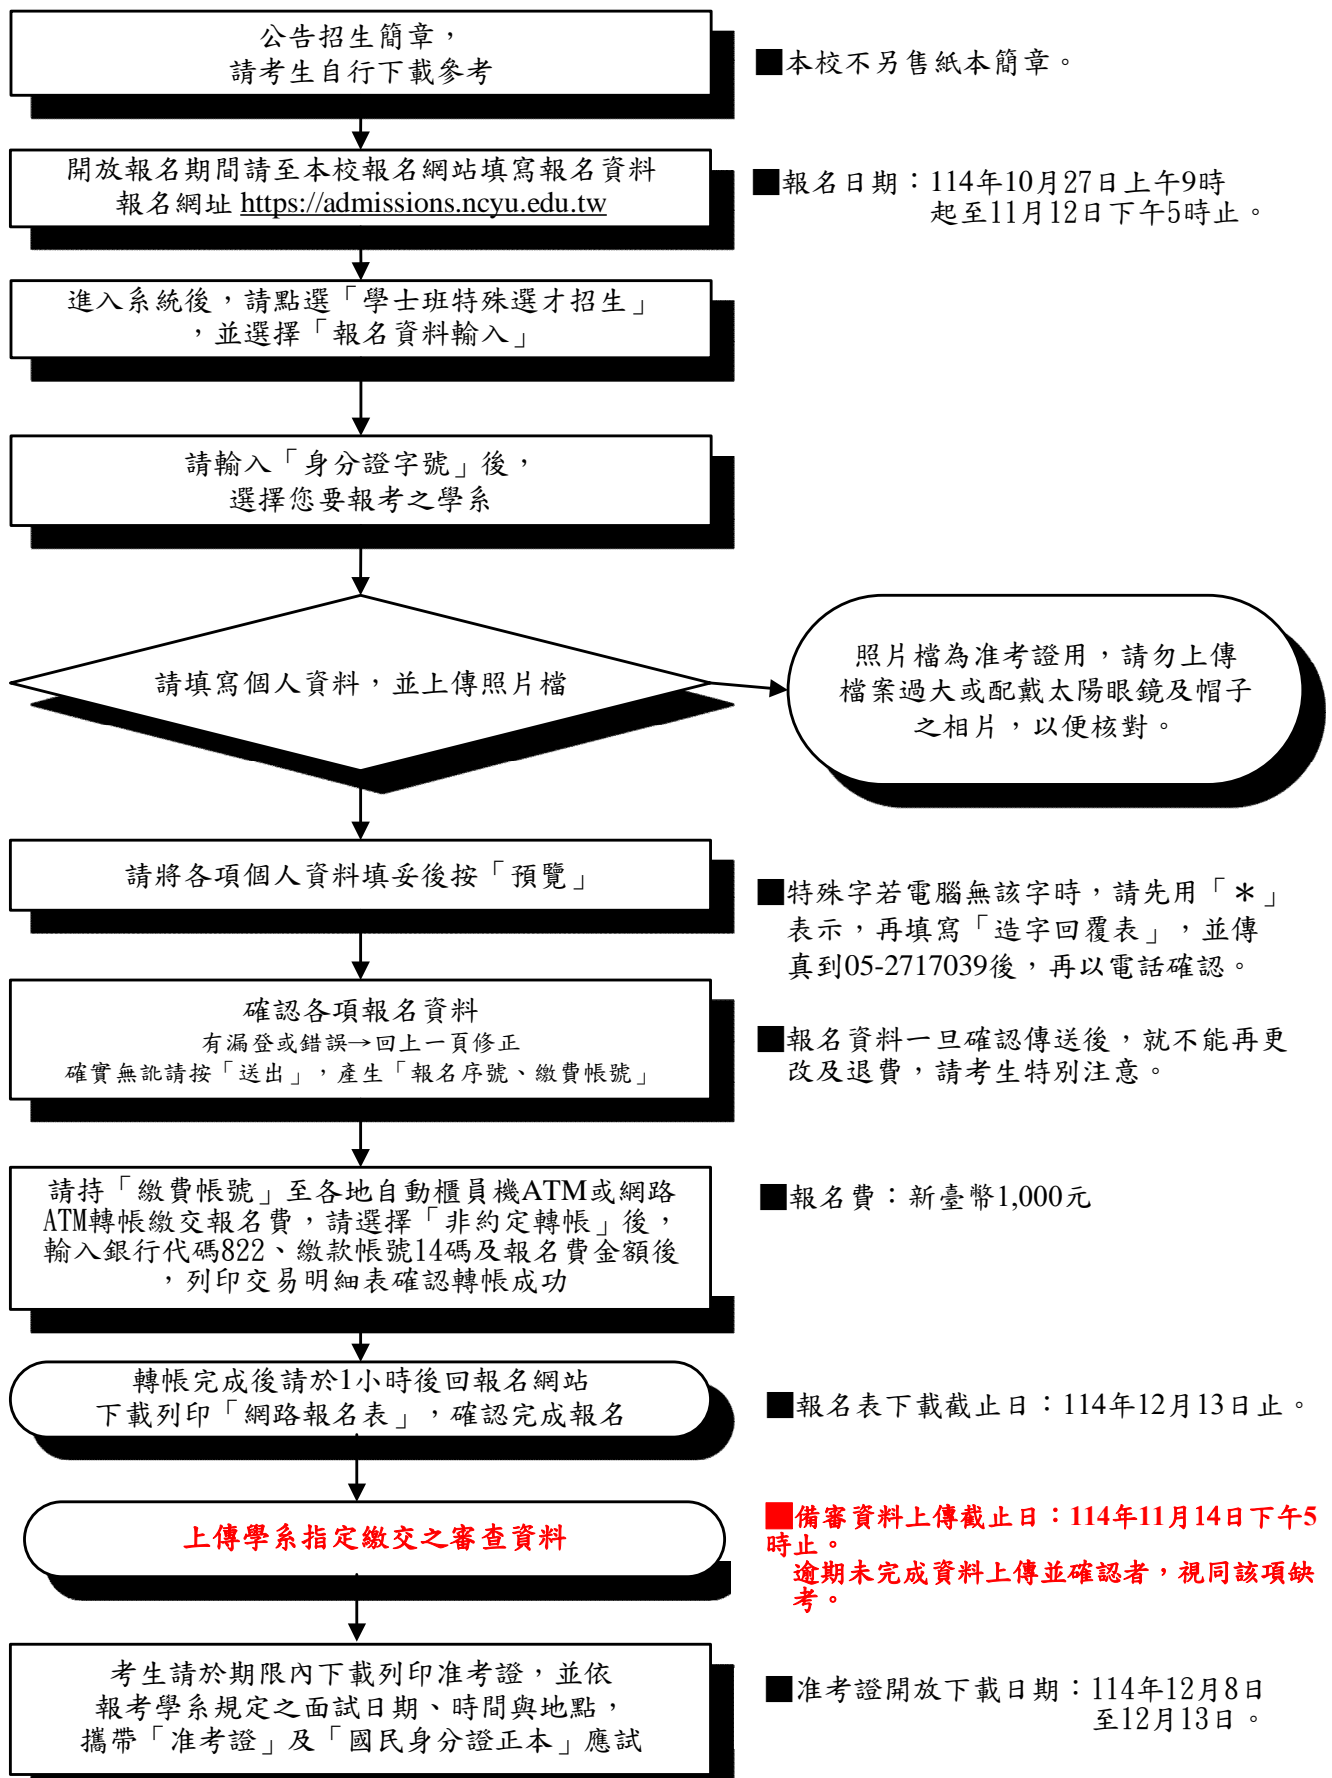 公告招生簡章，
請考生自行下載參考
■本校不另售紙本簡章。
開放報名期間請至本校報名網站填寫報名資料
報名網址 https://admissions.ncyu.edu.tw
■報名日期：114年10月27日上午9時
起至11月12日下午5時止。
進入系統後，請點選「學士班特殊選才招生」
，並選擇「報名資料輸入」
請輸入「身分證字號」後，
選擇您要報考之學系
請填寫個人資料，並上傳照片檔
照片檔為准考證用，請勿上傳
檔案過大或配戴太陽眼鏡及帽子
之相片，以便核對。
請將各項個人資料填妥後按「預覽」
■特殊字若電腦無該字時，請先用「＊」
表示，再填寫「造字回覆表」，並傳
真到05-2717039後，再以電話確認。
確認各項報名資料
有漏登或錯誤→回上一頁修正
確實無訛請按「送出」，產生「報名序號、繳費帳號」
■報名資料一旦確認傳送後，就不能再更
改及退費，請考生特別注意。
請持「繳費帳號」至各地自動櫃員機ATM或網路
ATM轉帳繳交報名費，請選擇「非約定轉帳」後，
輸入銀行代碼822、繳款帳號14碼及報名費金額後
，列印交易明細表確認轉帳成功
■報名費：新臺幣1,000元
轉帳完成後請於1小時後回報名網站
下載列印「網路報名表」，確認完成報名
■報名表下載截止日：114年12月13日止。
上傳學系指定繳交之審查資料
■備審資料上傳截止日：114年11月14日下午5
時止。
逾期未完成資料上傳並確認者，視同該項缺
考。
考生請於期限內下載列印准考證，並依
報考學系規定之面試日期、時間與地點，
攜帶「准考證」及「國民身分證正本」應試
■准考證開放下載日期：114年12月8日
至12月13日。